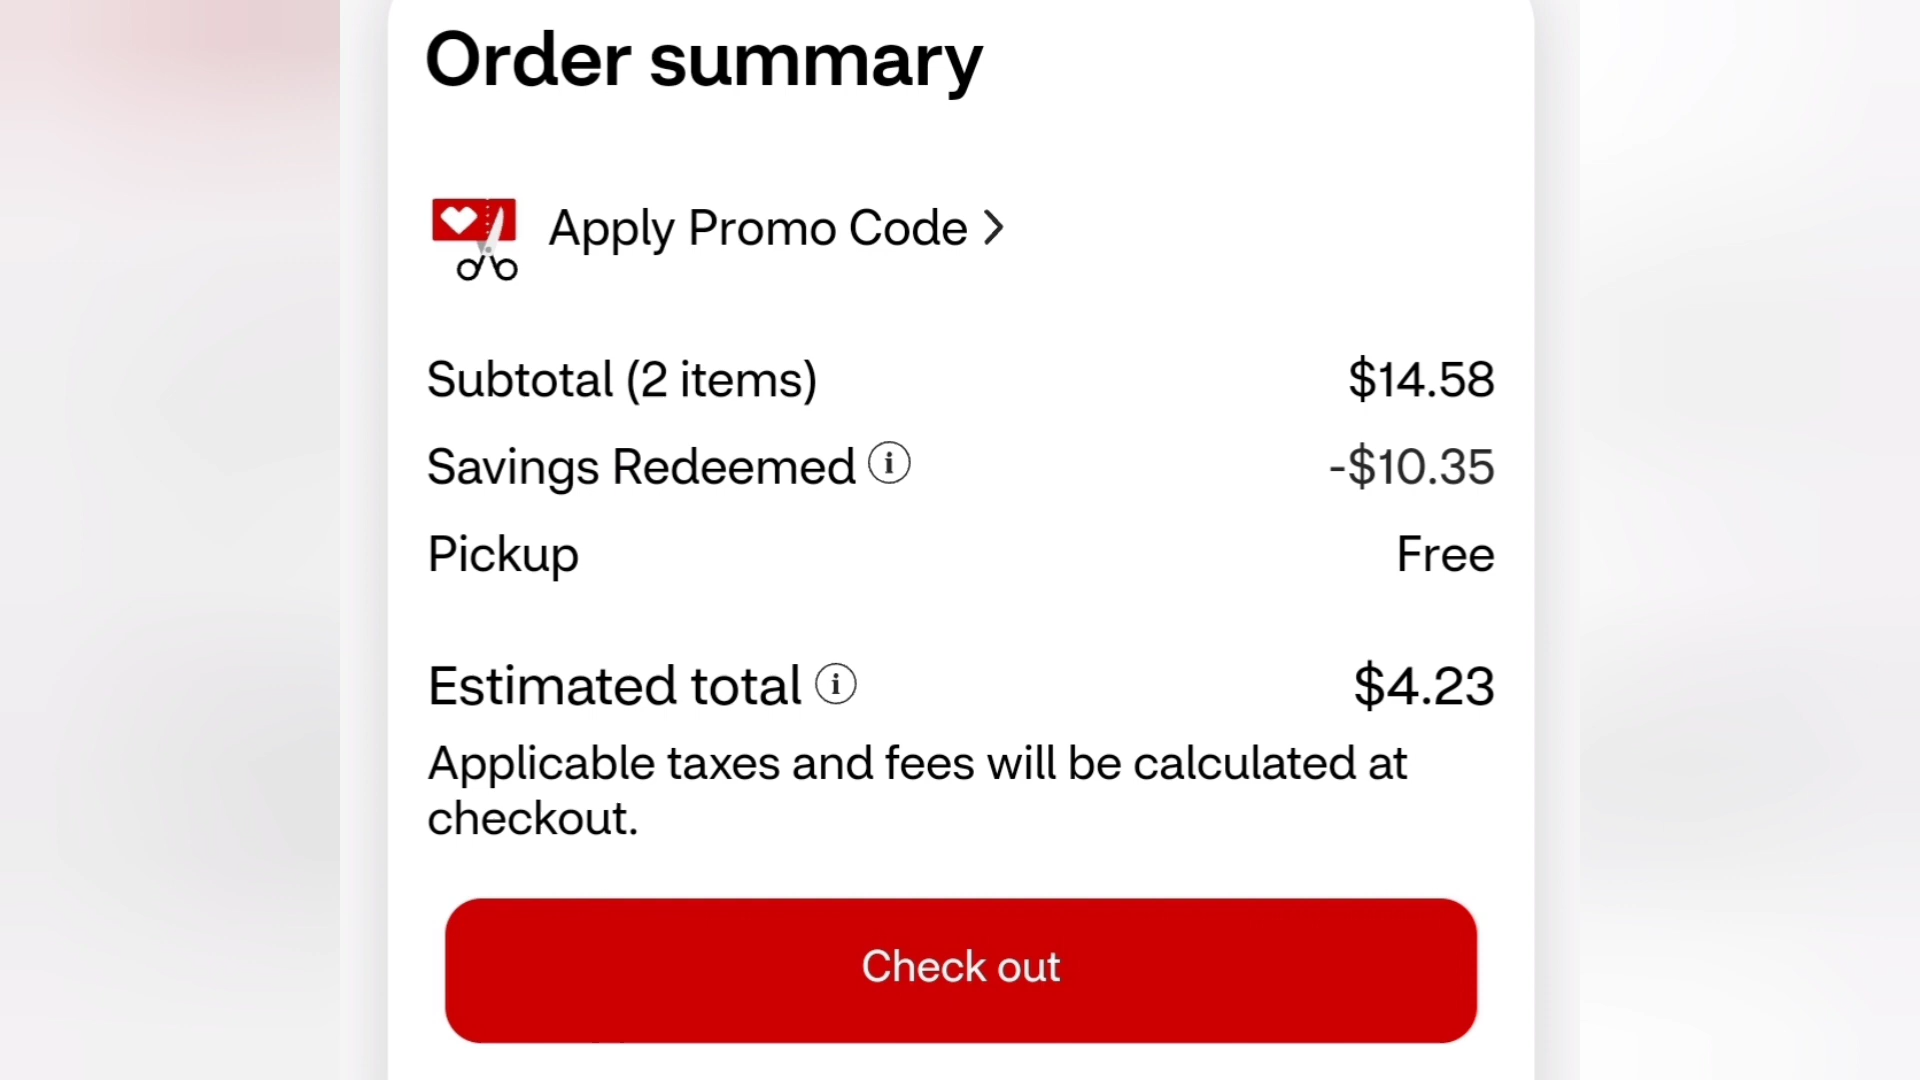 Order summary
Apply Promo Code >
Subtotal (2 items) $14.58
Savings Redeemed i -$10.35
Pickup Free
Estimated total i $4.23
Applicable taxes and fees will be calculated at
checkout.
Check out